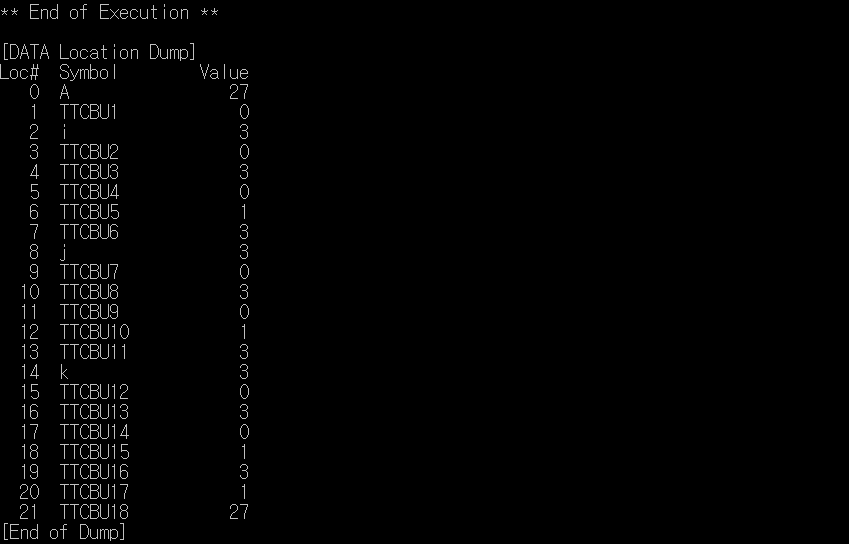 ** End of Execution **
[DATA Location Dump]
Loc# Symbol Value
0 A 27
1 TTCBU1 0
2 i 3
3 TTCBU2 0
4 TTCBU3 3
5 TTCBU4 0
6 TTCBU5 1
7 TTCBU6 3
8 j 3
9 TTCBU7 0
10 TTCBU8 3
11 TTCBU9 0
12 TTCBU10 1
13 TTCBU11 3
14 k 3
15 TTCBU12 0
16 TTCBU13 3
17 TTCBU14 0
18 TTCBU15 1
19 TTCBU16 3
20 TTCBU17 1
21 TTCBU18 27
[End of Dump]